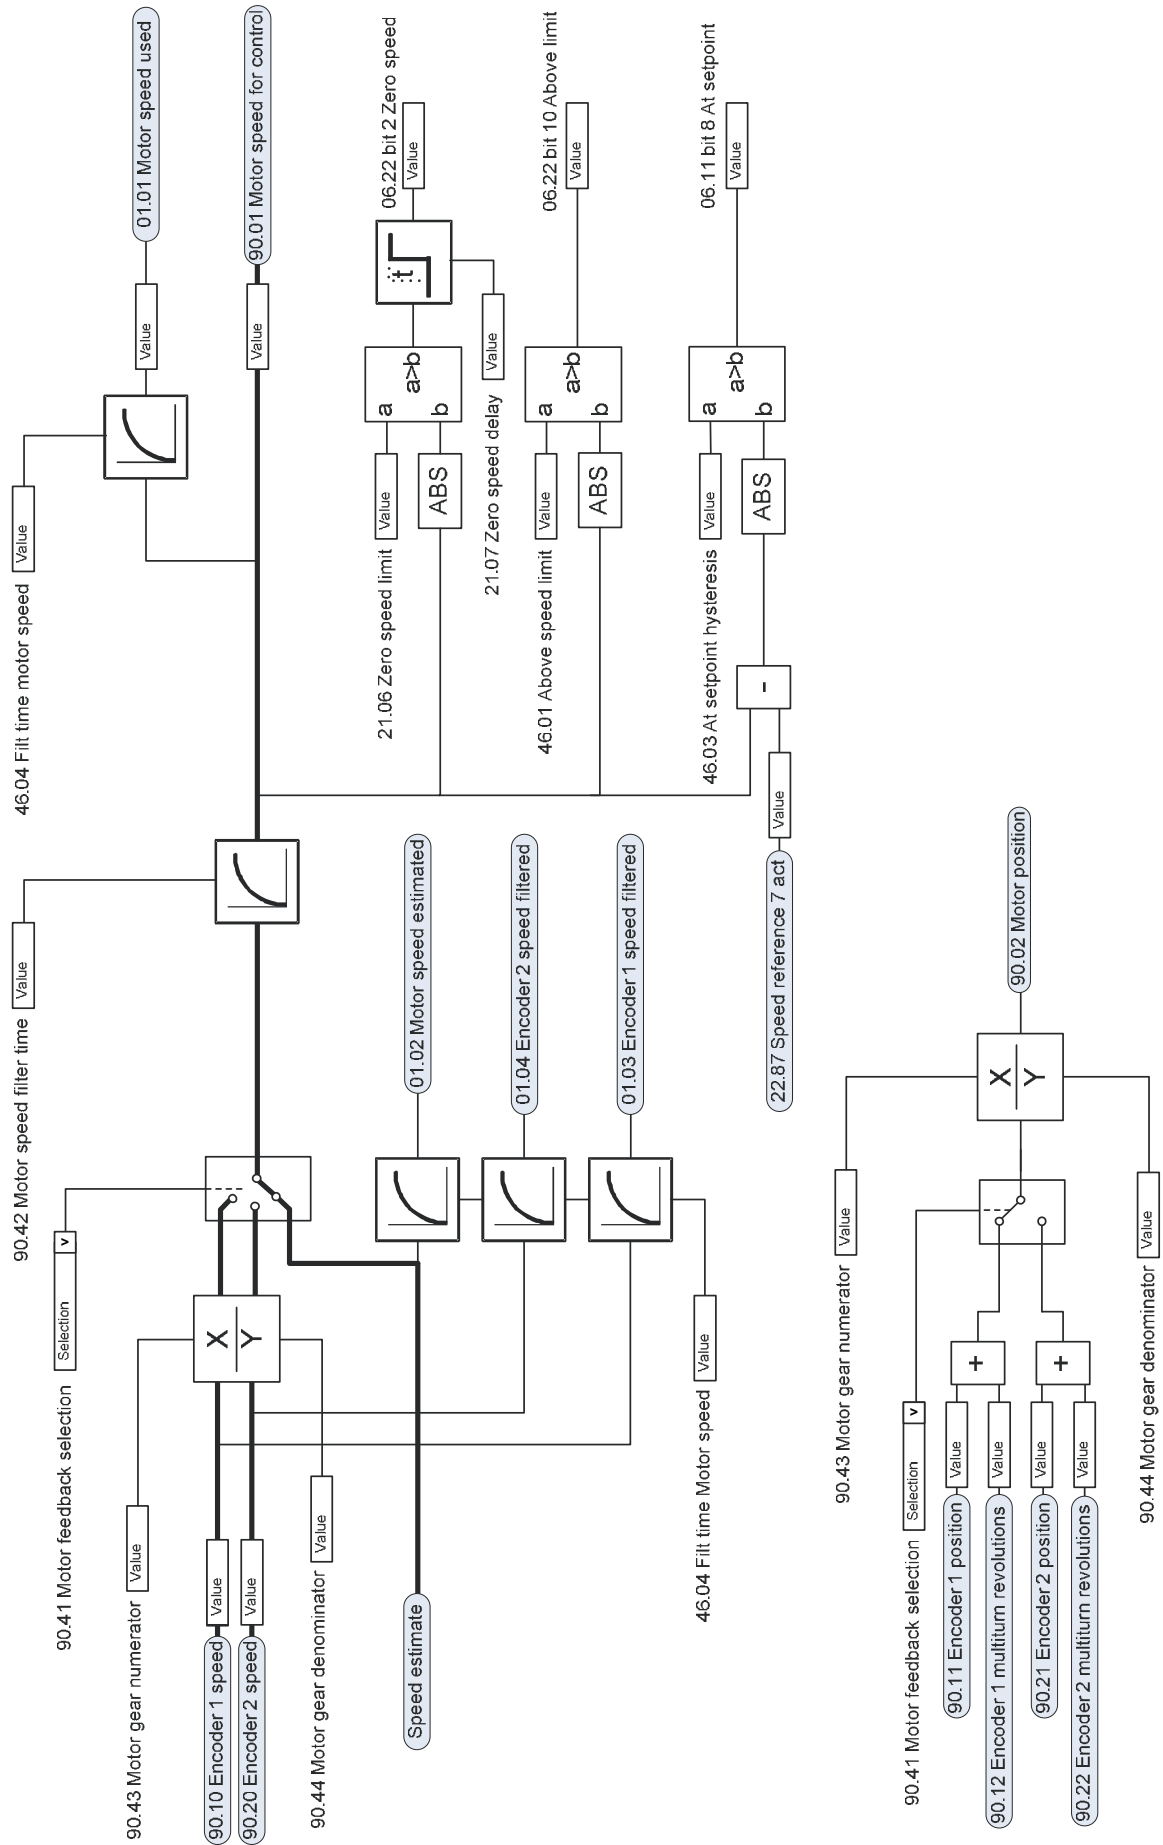 90.43 Motor gear numerator
Value
90.41 Motor feedback selection
Selection
v
90.42 Motor speed filter time
Value
46.04 Filt time motor speed
Value
Value
01.01 Motor speed used
90.10 Encoder 1 speed
Value
90.20 Encoder 2 speed
Value
X
Y
Value
90.01 Motor speed for control
90.44 Motor gear denominator
Value
Speed estimate
01.02 Motor speed estimated
01.04 Encoder 2 speed filtered
01.03 Encoder 1 speed filtered
46.04 Filt time Motor speed
Value
21.06 Zero speed limit
Value
ABS
a
b
a>b
t
Value
06.22 bit 2 Zero speed
21.07 Zero speed delay
Value
46.01 Above speed limit
Value
ABS
a
b
a>b
Value
06.22 bit 10 Above limit
46.03 At setpoint hysteresis
Value
-
ABS
a
b
a>b
Value
06.11 bit 8 At setpoint
22.87 Speed reference 7 act
Value
90.43 Motor gear numerator
Value
90.41 Motor feedback selection
Selection
v
90.11 Encoder 1 position
Value
90.12 Encoder 1 multiturn revolutions
Value
+
90.21 Encoder 2 position
Value
90.22 Encoder 2 multiturn revolutions
Value
+
X
Y
90.02 Motor position
90.44 Motor gear denominator
Value